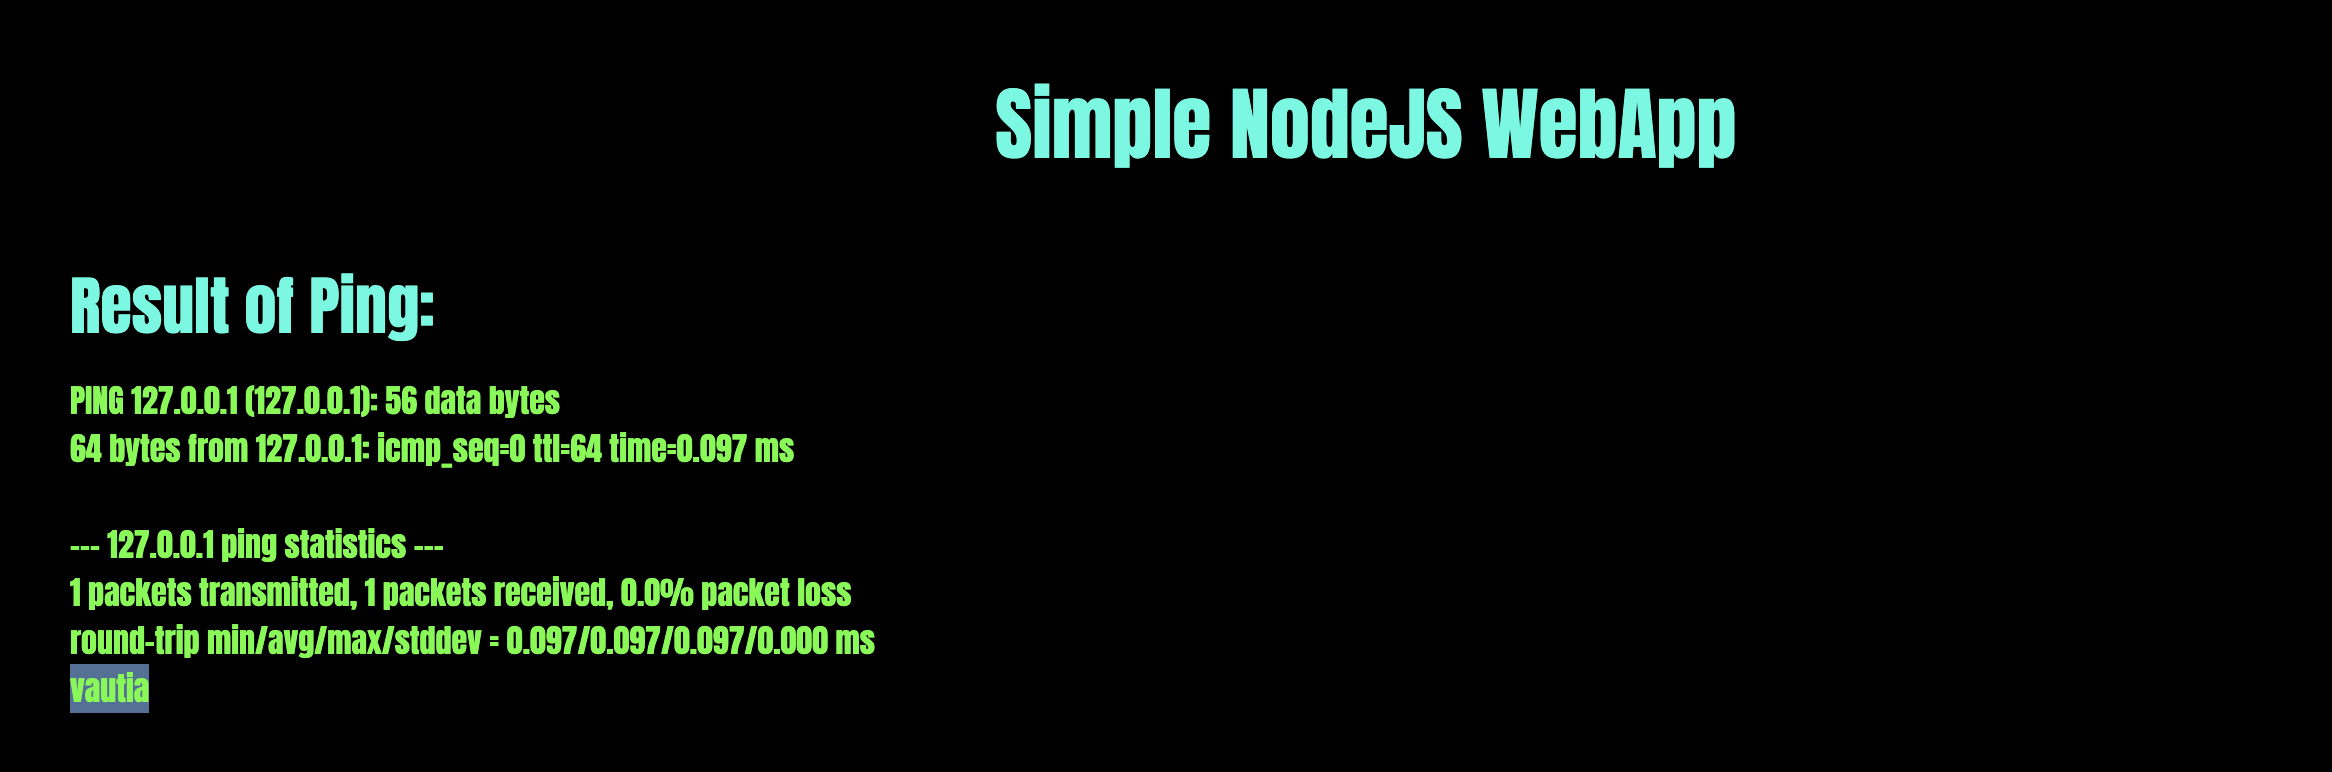 Simple NodeJS WebApp
Result of Ping:
PING 127.0.0.1 (127.0.0.1): 56 data bytes
64 bytes from 127.0.0.1: icmp_seq=0 ttl=64 time=0.097 ms
--- 127.0.0.1 ping statistics ---
1 packets transmitted, 1 packets received, 0.0% packet loss
round-trip min/avg/max/stddev = 0.097/0.097/0.097/0.000 ms
vautia